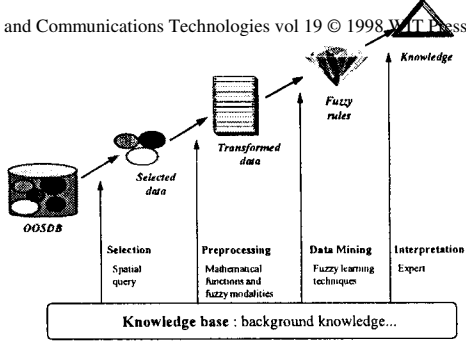 and Communications Technologies vol 19 © 1998 WIT Press
Knowledge
Fuzzy
rules
Transformed
data
Selected
data
OOSDB
Selection
Spatial
query
Preprocessing
Mathematical
functions and
fuzzy modalities
Data Mining
Fuzzy learning
techniques
Interpretation
Expert
Knowledge base : background knowledge...